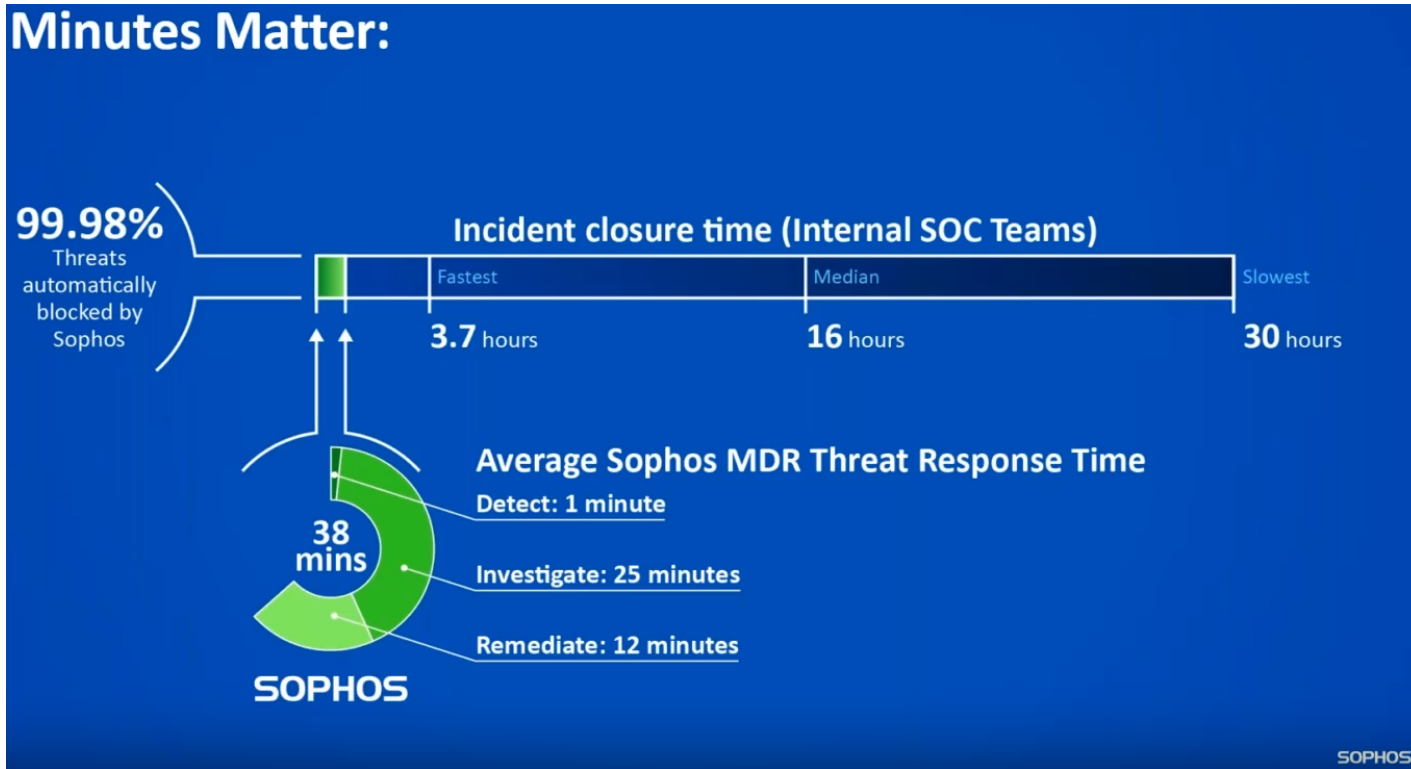 Minutes Matter:
99.98%
Threats
automatically
blocked by
Sophos
Incident closure time (Internal SOC Teams)
Fastest
Median
Slowest
3.7 hours
16 hours
30 hours
Average Sophos MDR Threat Response Time
Detect: 1 minute
38
mins
Investigate: 25 minutes
Remediate: 12 minutes
SOPHOS
SOPHOS